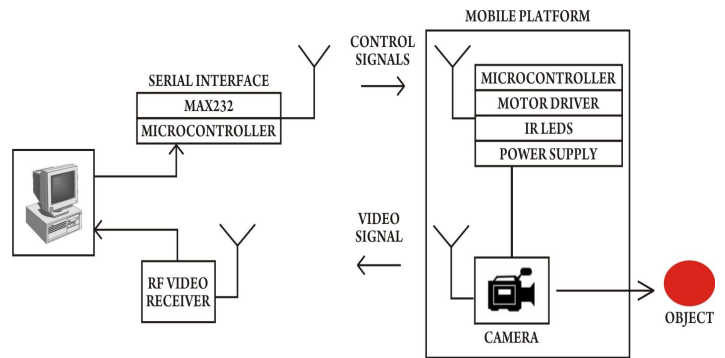 MOBILE PLATFORM
CONTROL
SIGNALS
SERIAL INTERFACE
MAX232
MICROCONTROLLER
MICROCONTROLLER
MOTOR DRIVER
IR LEDS
POWER SUPPLY
VIDEO
SIGNAL
RF VIDEO
RECEIVER
CAMERA
OBJECT